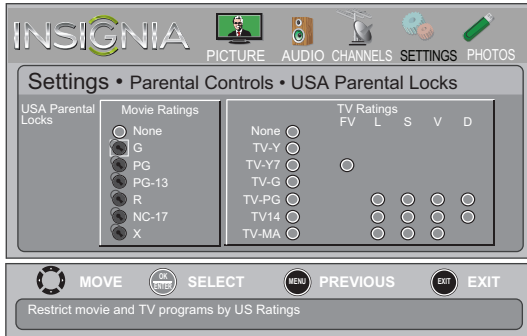 INSIGNIA
PICTURE AUDIO CHANNELS SETTINGS PHOTOS
Settings • Parental Controls • USA Parental Locks
USA Parental Locks
Movie Ratings
None
G
PG
PG-13
R
NC-17
X
TV Ratings
FV L S V D
None
TV-Y
TV-Y7
TV-G
TV-PG
TV14
TV-MA
MOVE OK ENTER SELECT MENU PREVIOUS EXIT EXIT
Restrict movie and TV programs by US Ratings